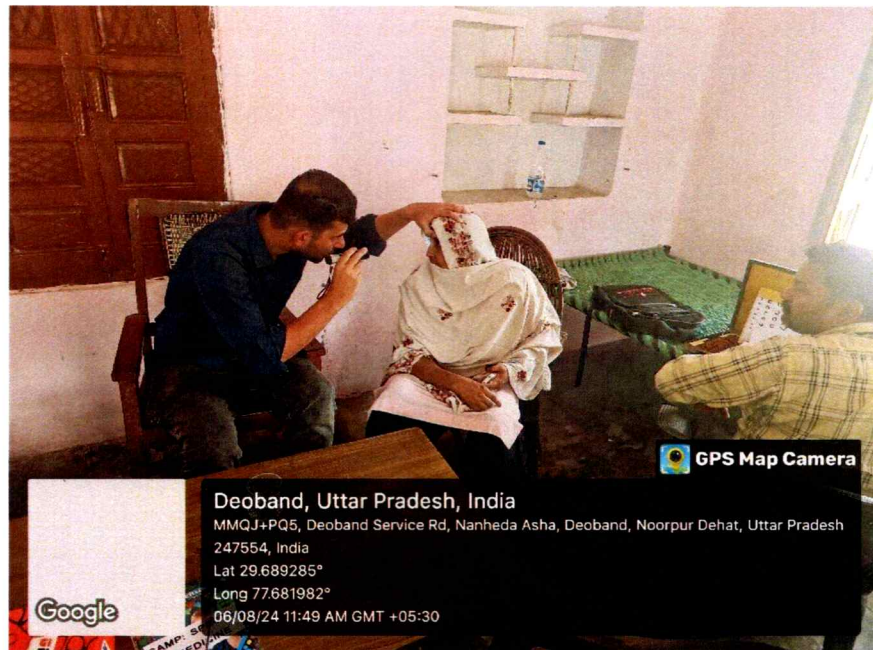 GPS Map Camera
Deoband, Uttar Pradesh, India
MMQJ+PQ5, Deoband Service Rd, Nanheda Asha, Deoband, Noorpur Dehat, Uttar Pradesh
247554, India
Lat 29.689285°
Long 77.681982°
06/08/24 11:49 AM GMT +05:30
Google